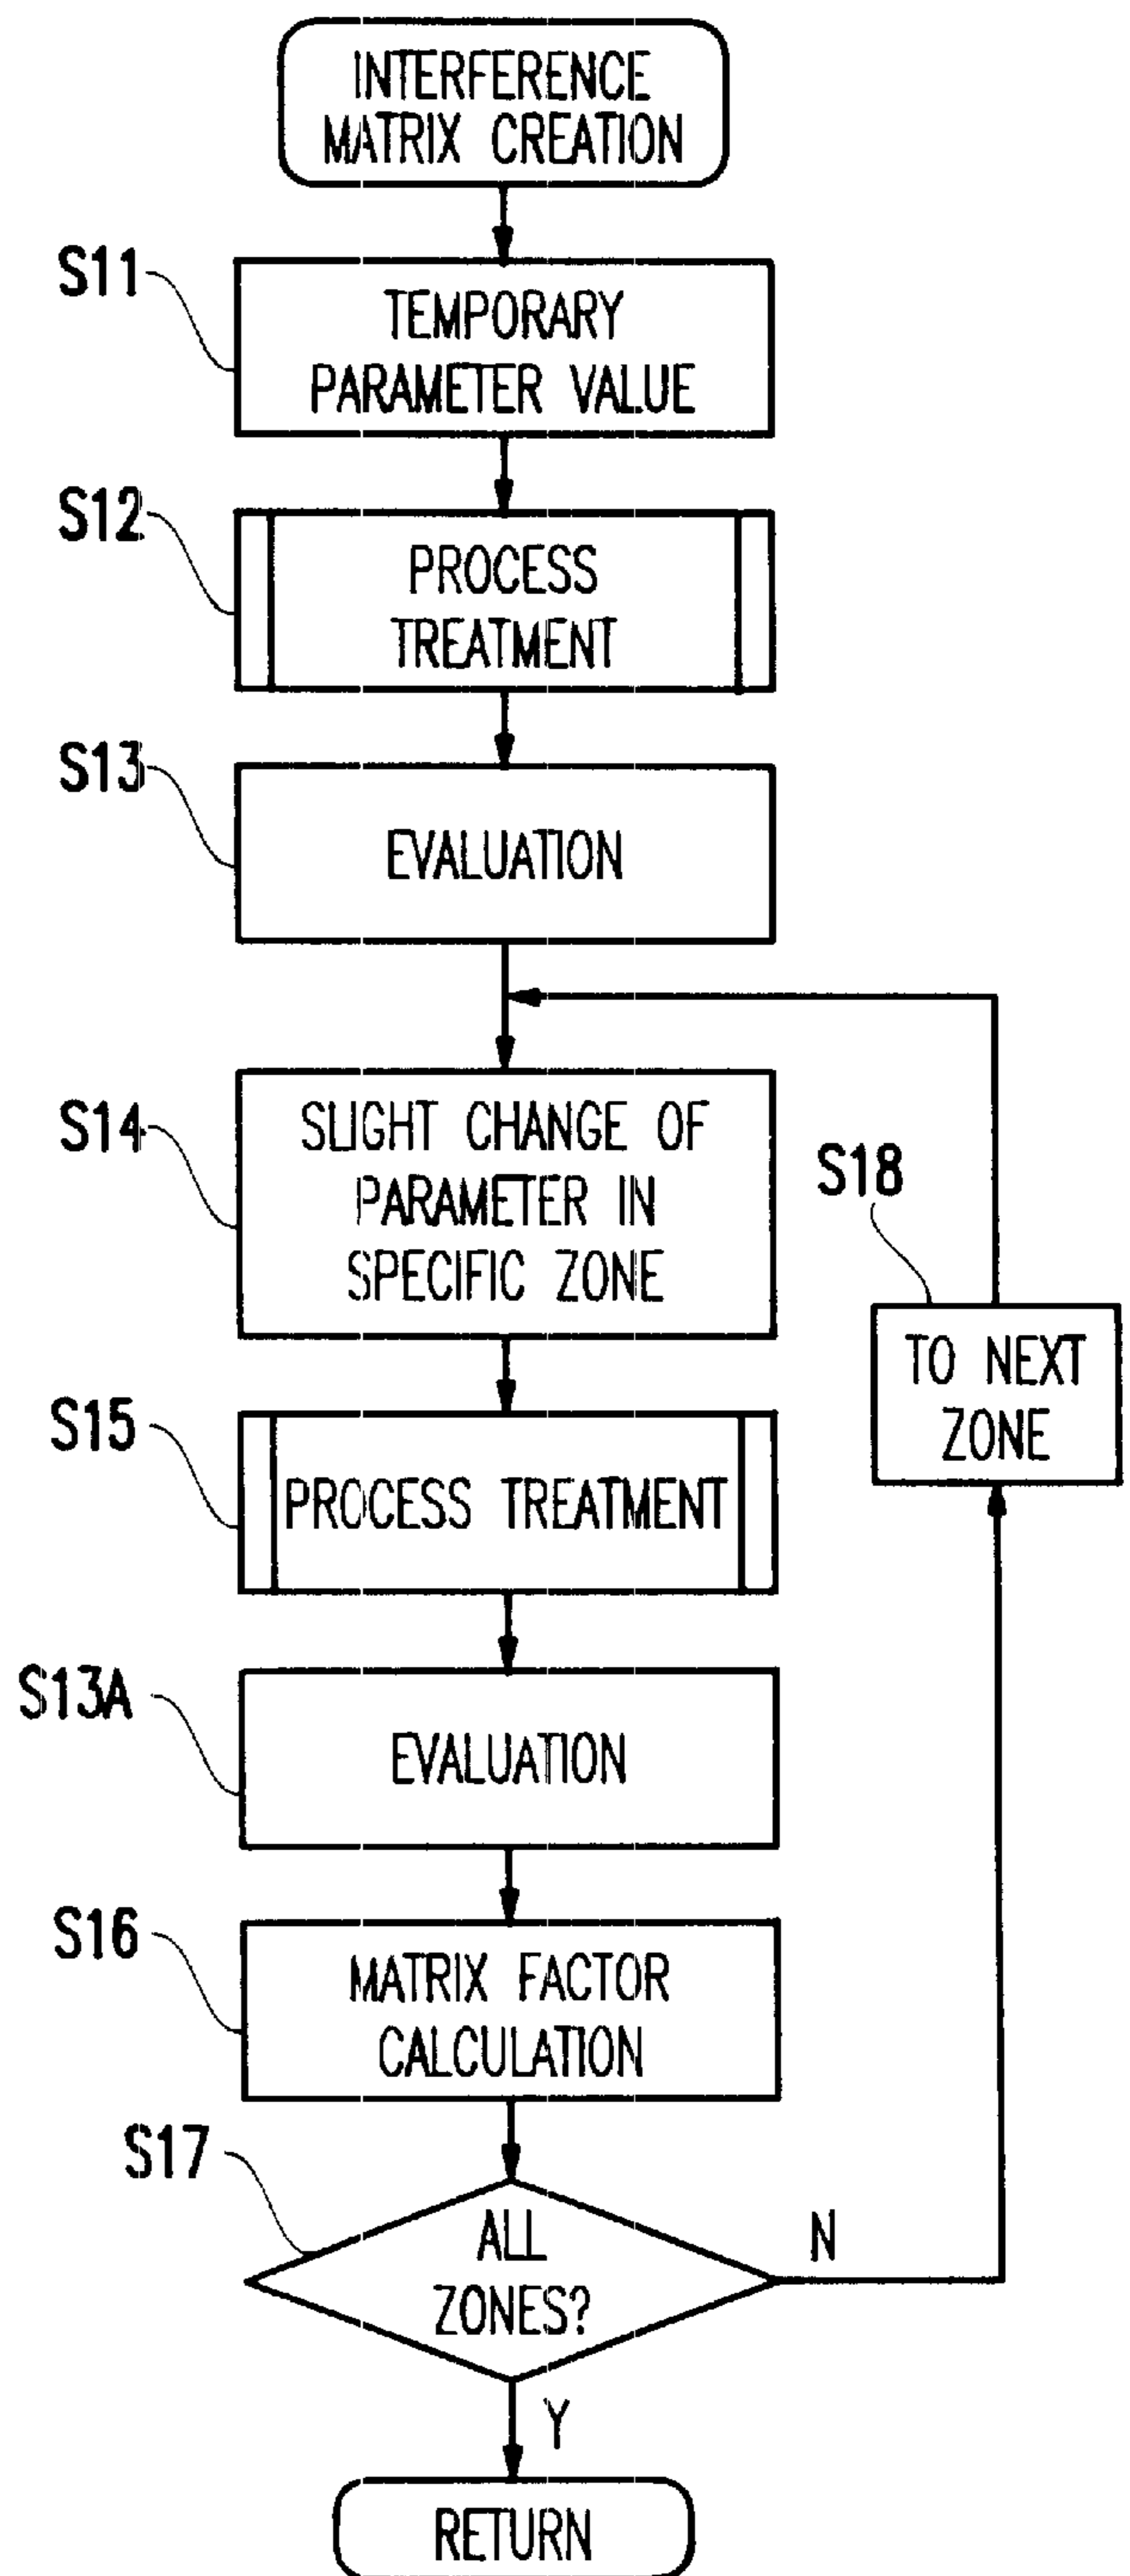 INTERFERENCE
MATRIX CREATION
S11
TEMPORARY
PARAMETER VALUE
S12
PROCESS
TREATMENT
S13
EVALUATION
S14
SLIGHT CHANGE OF
PARAMETER IN
SPECIFIC ZONE
S18
TO NEXT
ZONE
S15
PROCESS TREATMENT
S13A
EVALUATION
S16
MATRIX FACTOR
CALCULATION
S17
ALL
ZONES?
N
Y
RETURN